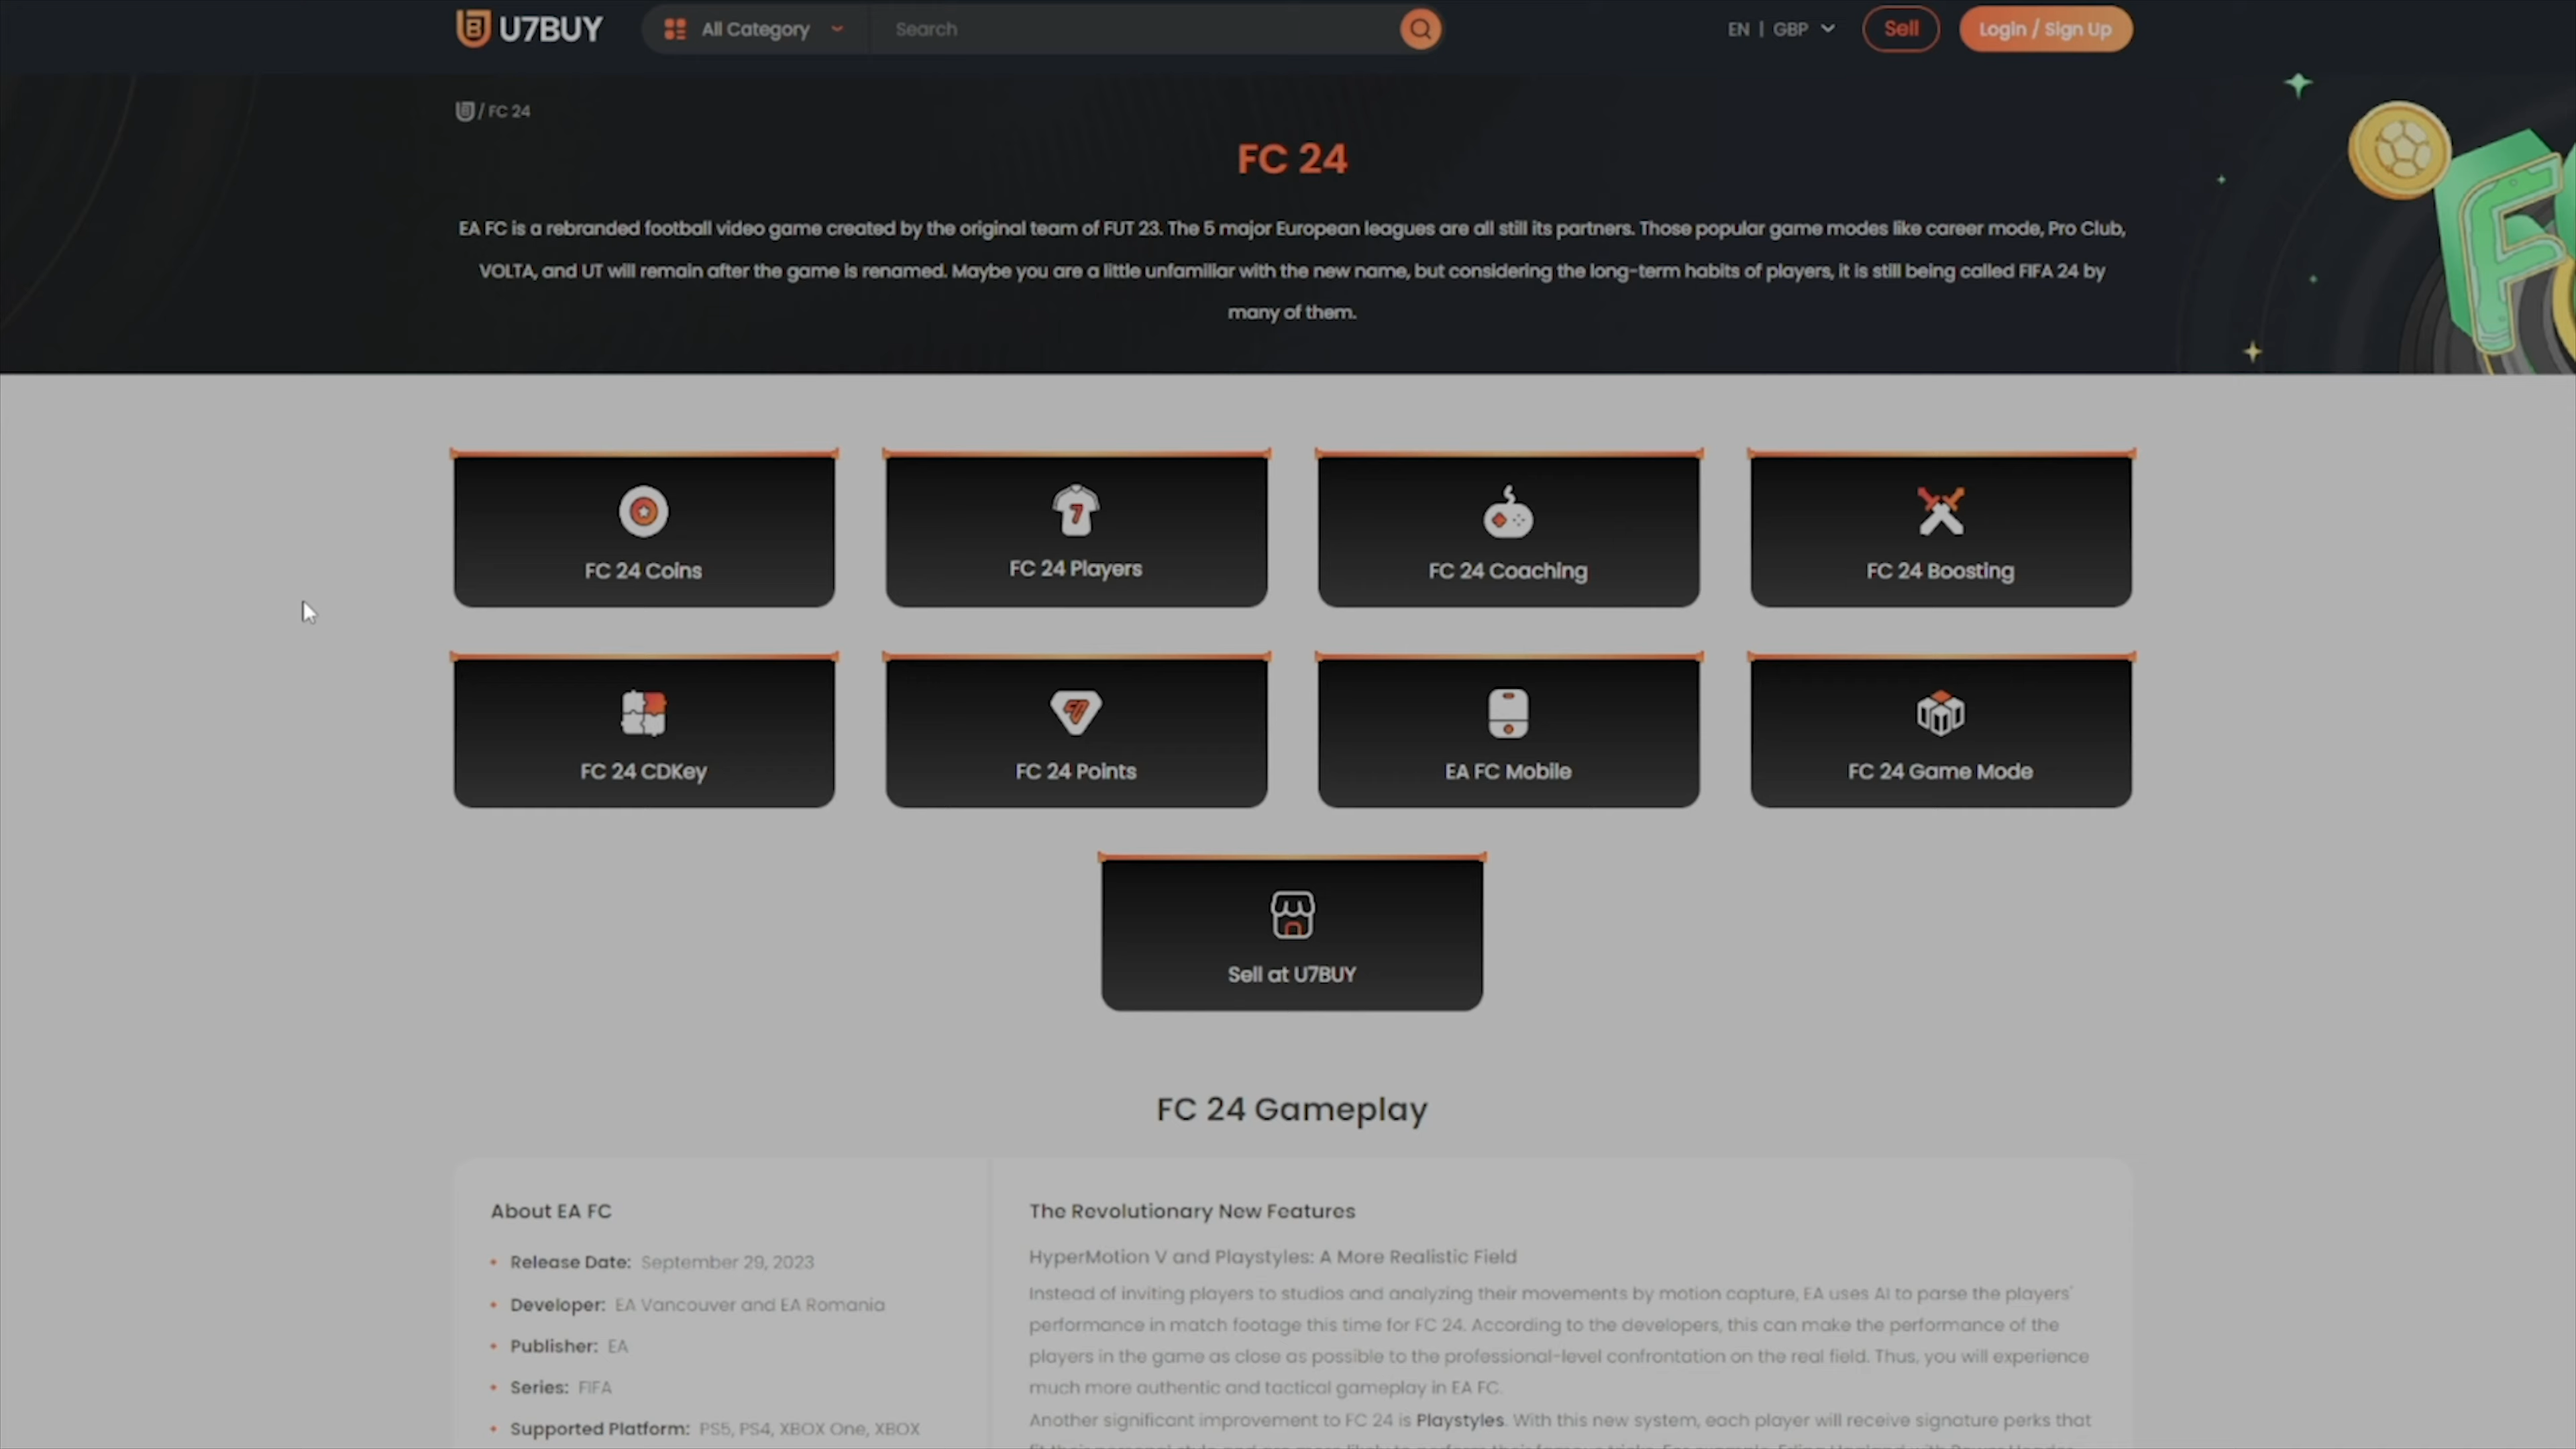 U7BUY
All Category
Search
EN | GBP
Sell
Login / Sign Up
/ FC 24
FC 24
EA FC is a rebranded football video game created by the original team of FUT 23. The 5 major European leagues are all still its partners. Those popular game modes like career mode, Pro Club,
VOLTA, and UT will remain after the game is renamed. Maybe you are a little unfamiliar with the new name, but considering the long-term habits of players, it is still being called FIFA 24 by
many of them.
7
FC 24 Coins
FC 24 Players
FC 24 Coaching
FC 24 Boosting
FC 24 CDKey
FC 24 Points
EA FC Mobile
FC 24 Game Mode
Sell at U7BUY
FC 24 Gameplay
About EA FC
• Release Date: September 29, 2023
• Developer: EA Vancouver and EA Romania
• Publisher: EA
• Series: FIFA
• Supported Platform: PS5, PS4, XBOX One, XBOX
The Revolutionary New Features
HyperMotion V and Playstyles: A More Realistic Field
Instead of inviting players to studios and analyzing their movements by motion capture, EA uses AI to parse the players'
performance in match footage this time for FC 24. According to the developers, this can make the performance of the
players in the game as close as possible to the professional-level confrontation on the real field. Thus, you will experience
much more authentic and tactical gameplay in EA FC.
Another significant improvement to FC 24 is Playstyles. With this new system, each player will receive signature perks that